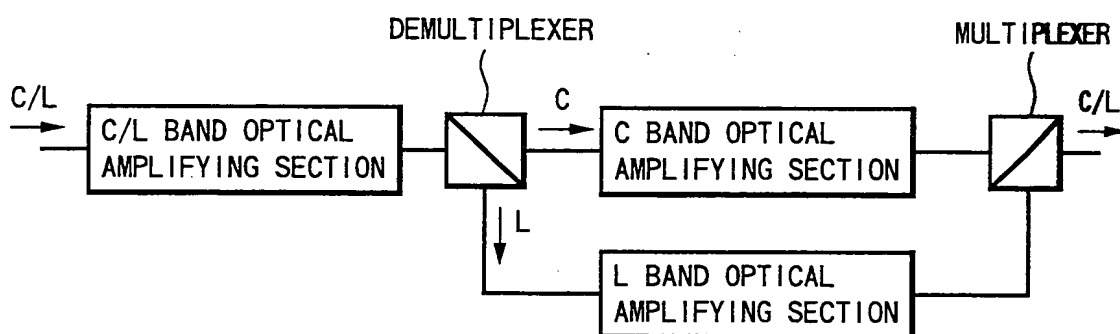 DEMULTIPLEXER
MULTIPLEXER
C/L
C
C/L
C/L BAND OPTICAL
AMPLIFYING SECTION
C BAND OPTICAL
AMPLIFYING SECTION
L
L BAND OPTICAL
AMPLIFYING SECTION